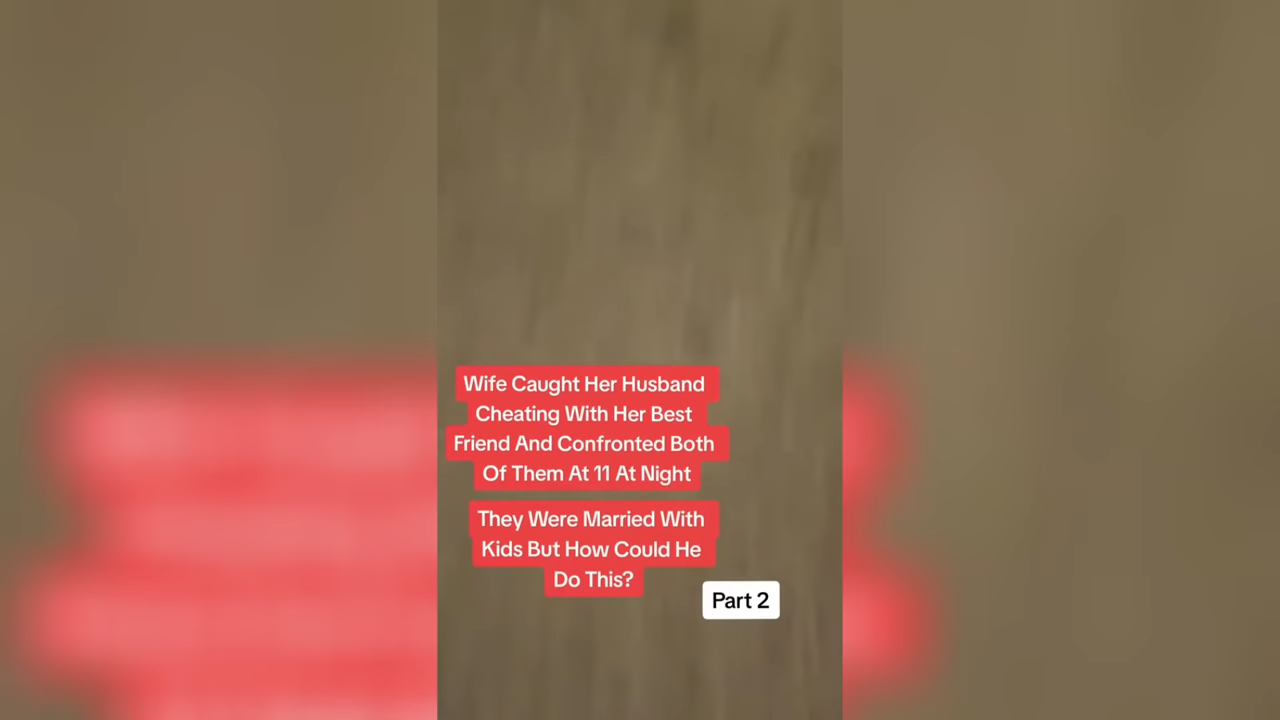 Wife Caught Her Husband
Cheating With Her Best
Friend And Confronted Both
Of Them At 11 At Night
They Were Married With
Kids But How Could He
Do This?
Part 2